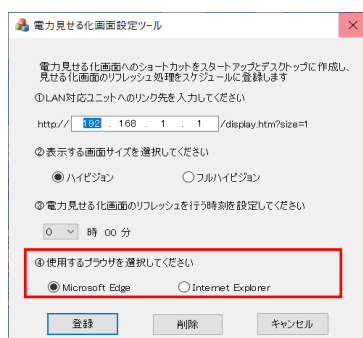 電力見せる化画面設定ツール
電力見せる化画面へのショートカットをスタートアップとデスクトップに作成し、
見せる化画面のリフレッシュ処理をスケジュールに登録します
①LAN対応ユニットへのリンク先を入力してください
http:// 192 . 168 . 1 . 1 /display.htm?size=1
②表示する画面サイズを選択してください
ハイビジョン フルハイビジョン
③電力見せる化画面のリフレッシュを行う時刻を設定してください
0 時 00 分
④使用するブラウザを選択してください
Microsoft Edge Internet Explorer
登録 削除 キャンセル